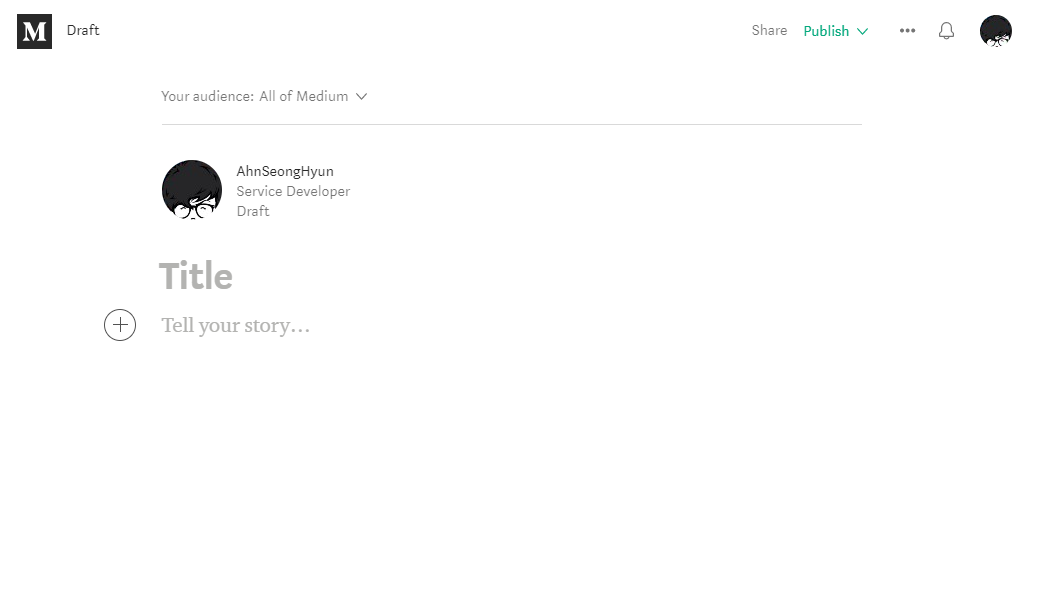 M Draft Share Publish
Your audience: All of Medium
AhnSeongHyun
Service Developer
Draft
Title
Tell your story...